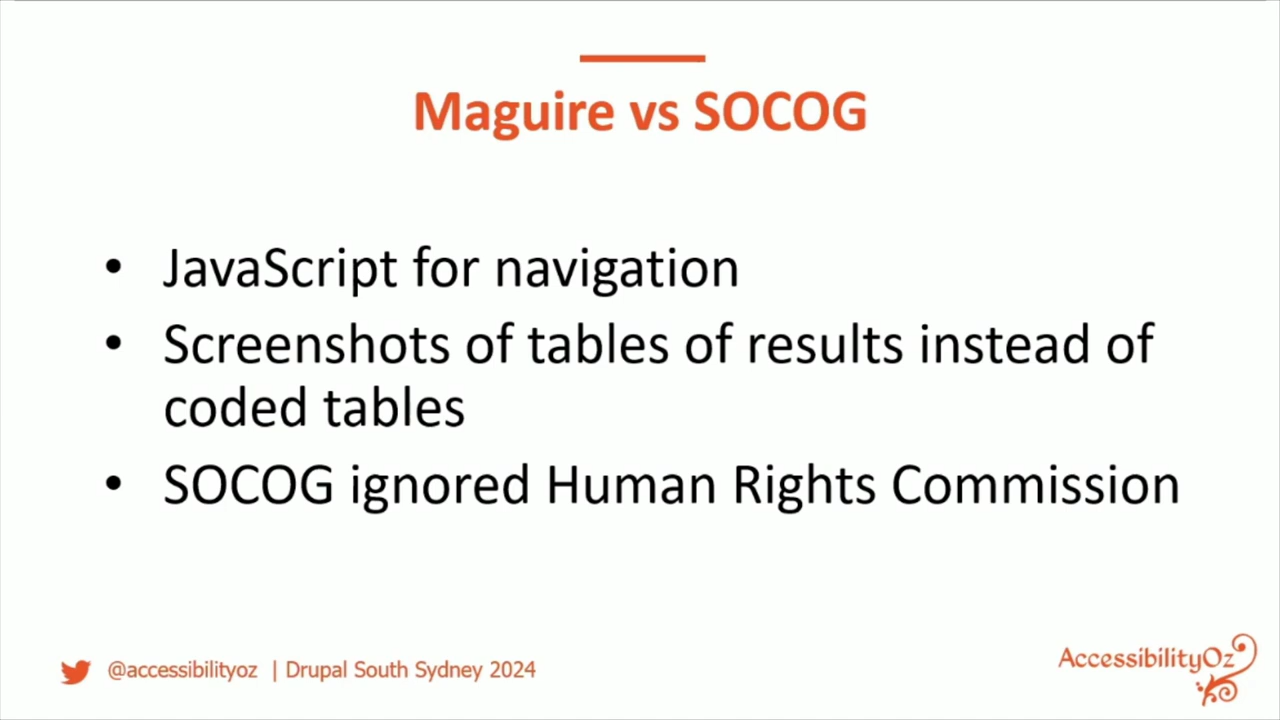 Maguire vs SOCOG
• JavaScript for navigation
• Screenshots of tables of results instead of
coded tables
• SOCOG ignored Human Rights Commission
@accessibilityoz | Drupal South Sydney 2024
AccessibilityOz